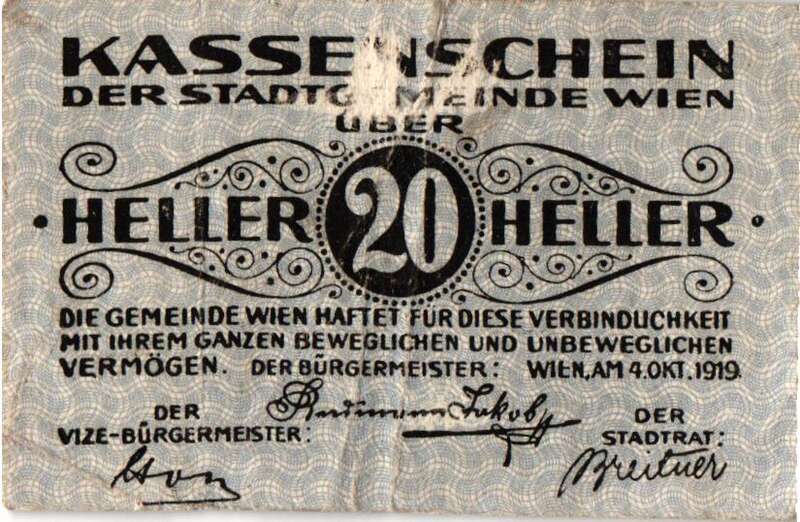 KASSENSCHEIN
DER STADTGEMEINDE WIEN
ÜBER
HELLER 20 HELLER
DIE GEMEINDE WIEN HAFTET FÜR DIESE VERBINDLICHKEIT
MIT IHREM GANZEN BEWEGLICHEN UND UNBEWEGLICHEN
VERMÖGEN. DER BÜRGERMEISTER: WIEN, AM 4. OKT. 1919.
DER
VIZE-BÜRGERMEISTER:
Jakob
DER
STADTRAT:
Breitner